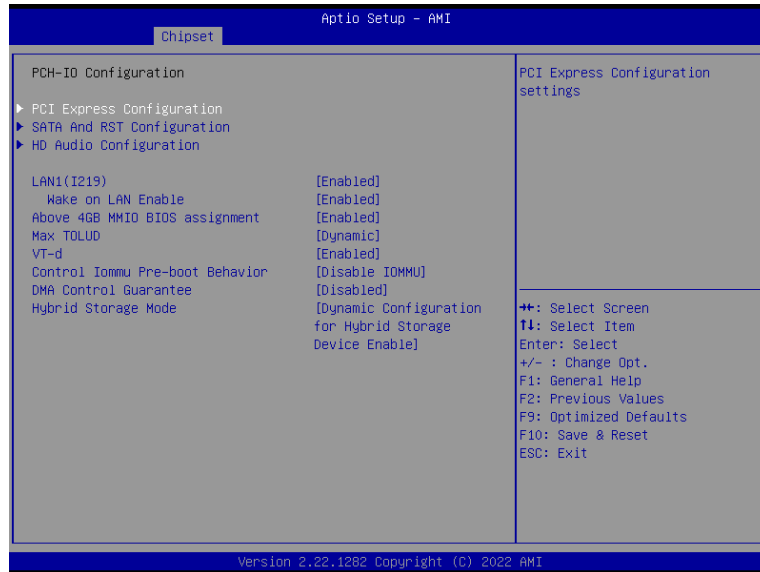 Aptio Setup – AMI
Chipset
PCH-IO Configuration
PCI Express Configuration
SATA And RST Configuration
HD Audio Configuration
LAN1(I219) [Enabled]
Wake on LAN Enable [Enabled]
Above 4GB MMIO BIOS assignment [Enabled]
Max TOLUD [Dynamic]
VT-d [Enabled]
Control Iommu Pre-boot Behavior [Disable IOMMU]
DMA Control Guarantee [Disabled]
Hybrid Storage Mode [Dynamic Configuration
for Hybrid Storage
Device Enable]
PCI Express Configuration
settings
→←: Select Screen
↑↓: Select Item
Enter: Select
+/- : Change Opt.
F1: General Help
F2: Previous Values
F9: Optimized Defaults
F10: Save & Reset
ESC: Exit
Version 2.22.1282 Copyright (C) 2022 AMI